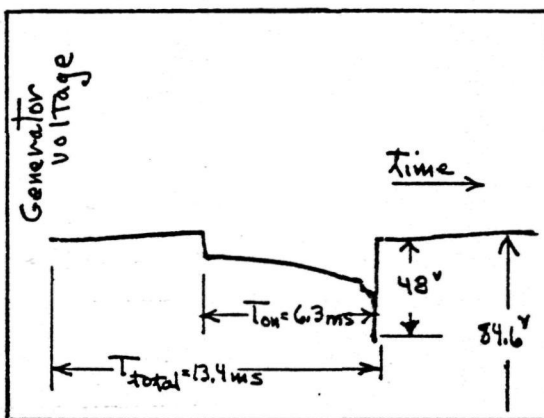 Generator
voltage
Time
48ᵛ
Ton=6.3ms
84.6ᵛ
Ttotal=13.4ms